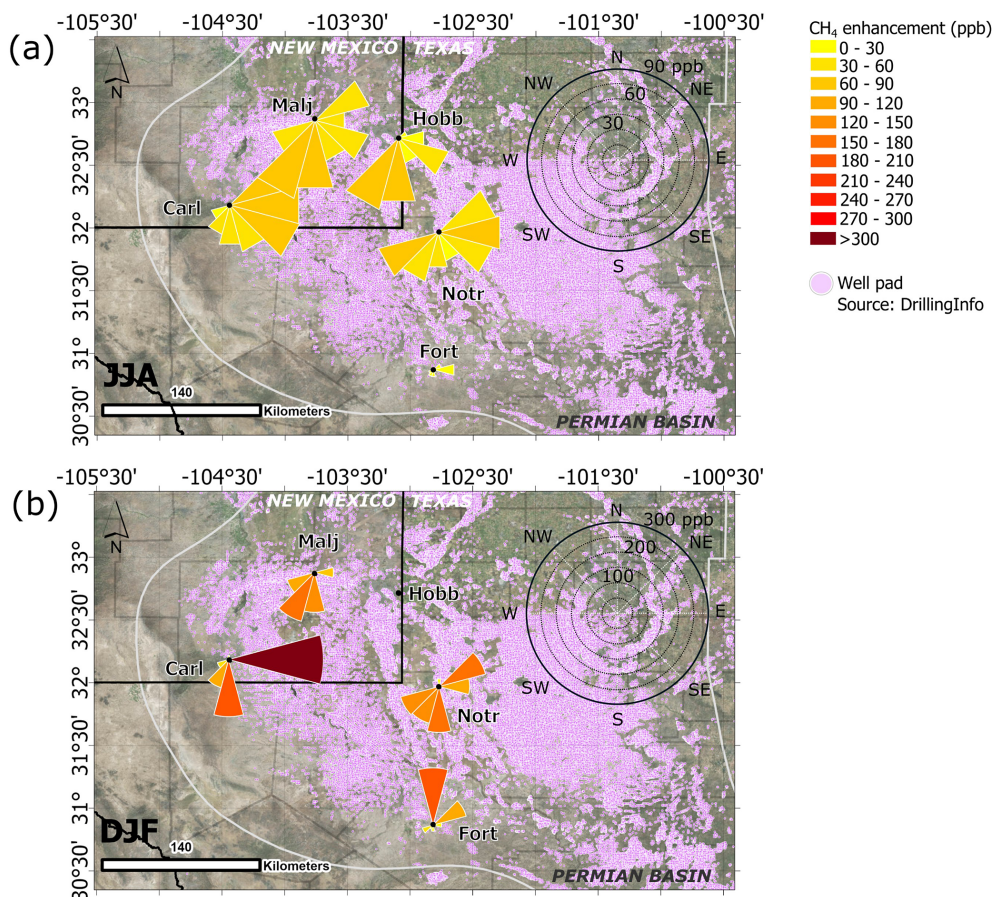 (a)
-105°30' -104°30' -103°30' -102°30' -101°30' -100°30'
NEW MEXICO TEXAS
N
Malj
Hobb
Carl
Notr
Fort
33°
32°30'
32°
31°30'
31°
30°30'
N
90 ppb
NW
60
NE
30
W
E
SW
SE
S
JJA
140
Kilometers
PERMIAN BASIN
CH4 enhancement (ppb)
0 - 30
30 - 60
60 - 90
90 - 120
120 - 150
150 - 180
180 - 210
210 - 240
240 - 270
270 - 300
>300
Well pad
Source: DrillingInfo
(b)
-105°30' -104°30' -103°30' -102°30' -101°30' -100°30'
NEW MEXICO TEXAS
N
Malj
Hobb
Carl
Notr
Fort
33°
32°30'
32°
31°30'
31°
30°30'
N
300 ppb
NW
200
NE
100
W
E
SW
SE
S
DJF
140
Kilometers
PERMIAN BASIN